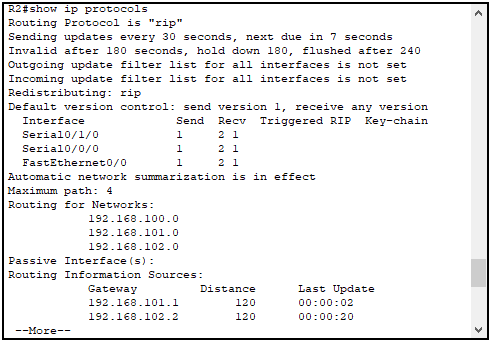 R2#show ip protocols
Routing Protocol is "rip"
Sending updates every 30 seconds, next due in 7 seconds
Invalid after 180 seconds, hold down 180, flushed after 240
Outgoing update filter list for all interfaces is not set
Incoming update filter list for all interfaces is not set
Redistributing: rip
Default version control: send version 1, receive any version
Interface Send Recv Triggered RIP Key-chain
Serial0/1/0 1 2 1
Serial0/0/0 1 2 1
FastEthernet0/0 1 2 1
Automatic network summarization is in effect
Maximum path: 4
Routing for Networks:
192.168.100.0
192.168.101.0
192.168.102.0
Passive Interface(s):
Routing Information Sources:
Gateway Distance Last Update
192.168.101.1 120 00:00:02
192.168.102.2 120 00:00:20
--More--